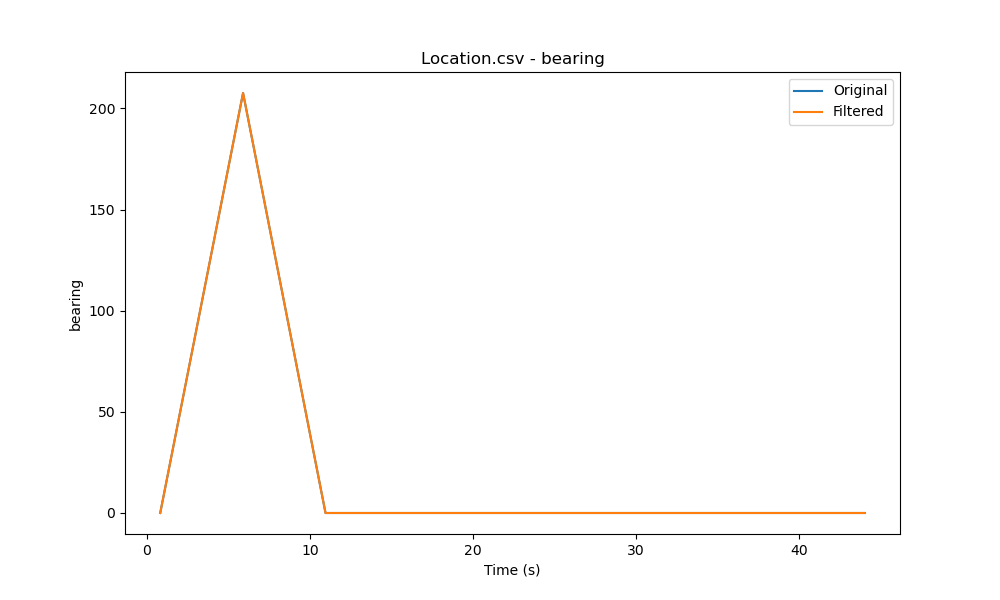 Location.csv - bearing
Original
Filtered
bearing
200
150
100
50
0
0 10 20 30 40
Time (s)